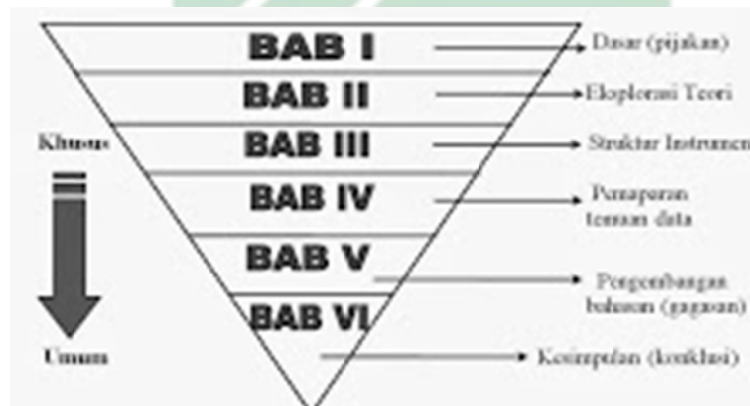 BAB I
Dasar (pijakan)
BAB II
Eksplorasi Teori
Khusus
BAB III
Struktur Instrumen
BAB IV
Pemaparan
temuan data
BAB V
Pengembangan
bahasan (gagasan)
BAB VI
Umum
Kesimpulan (konklusi)